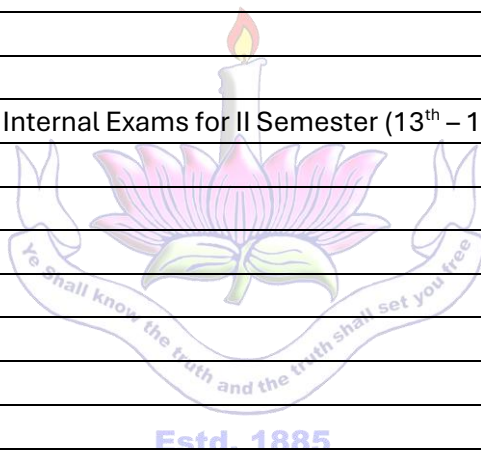 Internal Exams for II Semester (13th – 1
Ye Shall know the truth and the truth shall set you free
Estd. 1885